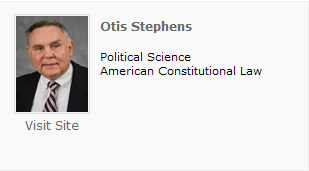 Otis Stephens
Political Science
American Constitutional Law
Visit Site